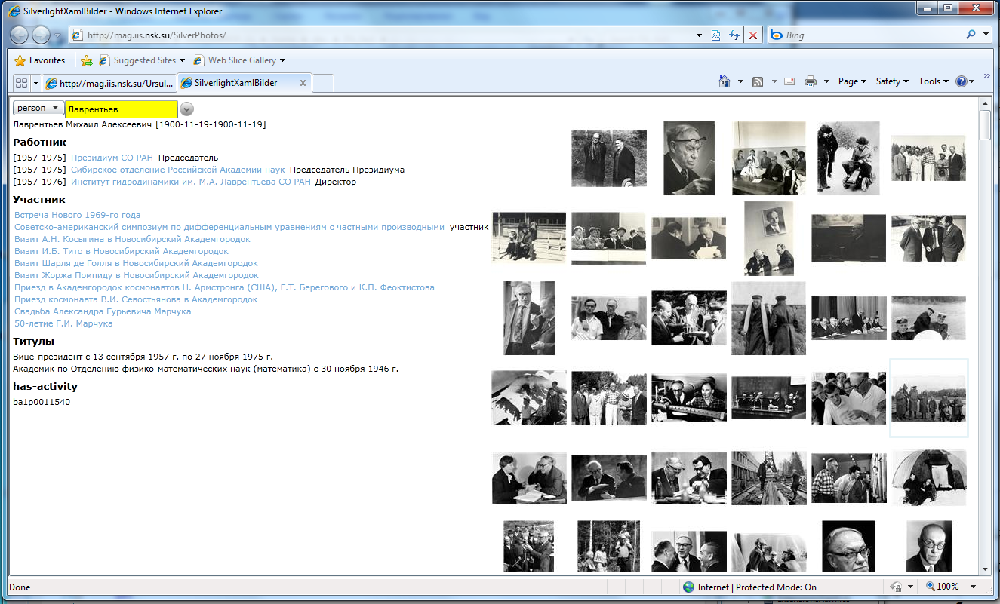 SilverlightXamlBilder - Windows Internet Explorer
http://mag.iis.nsk.su/SilverPhotos/
Bing
Favorites Suggested Sites Web Slice Gallery
http://mag.iis.nsk.su/Ursul... SilverlightXamlBilder Page Safety Tools
person Лаврентьев
Лаврентьев Михаил Алексеевич [1900-11-19-1900-11-19]
Работник
[1957-1975] Президиум СО РАН Председатель
[1957-1975] Сибирское отделение Российской Академии наук Председатель Президиума
[1957-1976] Институт гидродинамики им. М.А. Лаврентьева СО РАН Директор
Участник
Встреча Нового 1969-го года
Советско-американский симпозиум по дифференциальным уравнениям с частными производными участник
Визит А.Н. Косыгина в Новосибирский Академгородок
Визит И.Б. Тито в Новосибирский Академгородок
Визит Шарля де Голля в Новосибирский Академгородок
Визит Жоржа Помпиду в Новосибирский Академгородок
Приезд в Академгородок космонавтов Н. Армстронга (США), Г.Т. Берегового и К.П. Феоктистова
Приезд космонавта В.И. Севостьянова в Академгородок
Свадьба Александра Гурьевича Марчука
50-летие Г.И. Марчука
Титулы
Вице-президент с 13 сентября 1957 г. по 27 ноября 1975 г.
Академик по Отделению физико-математических наук (математика) с 30 ноября 1946 г.
has-activity
ba1p0011540
Done Internet | Protected Mode: On 100%